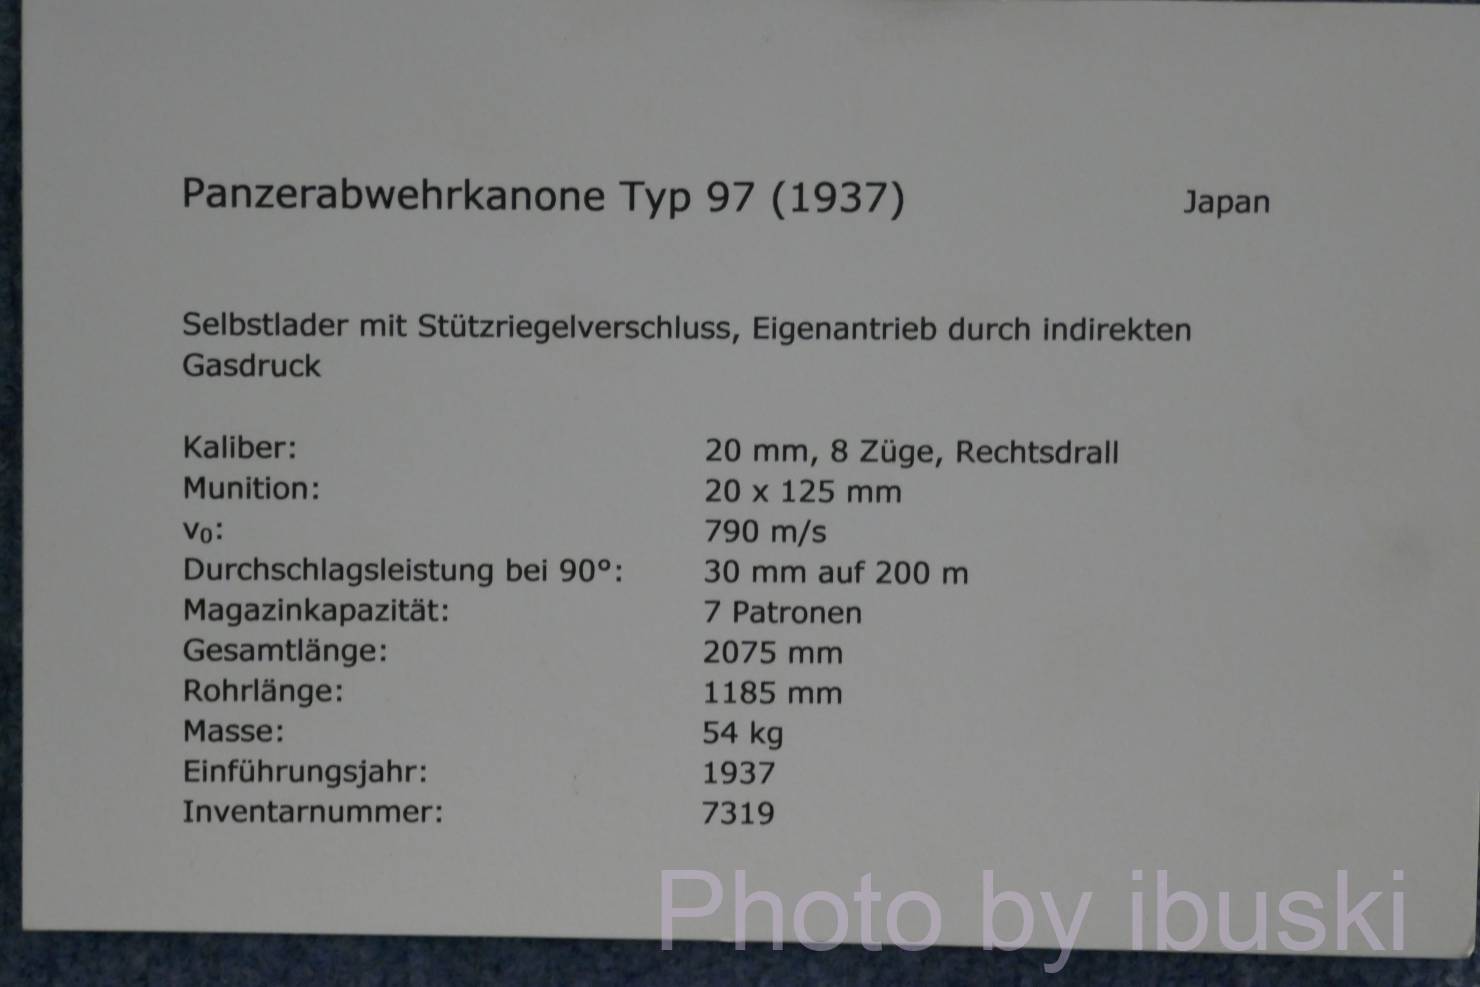 Panzerabwehrkanone Typ 97 (1937) Japan
Selbstlader mit Stützriegelverschluss, Eigenantrieb durch indirekten
Gasdruck
Kaliber: 20 mm, 8 Züge, Rechtsdrall
Munition: 20 x 125 mm
v₀: 790 m/s
Durchschlagsleistung bei 90°: 30 mm auf 200 m
Magazinkapazität: 7 Patronen
Gesamtlänge: 2075 mm
Rohrlänge: 1185 mm
Masse: 54 kg
Einführungsjahr: 1937
Inventarnummer: 7319
Photo by ibuski